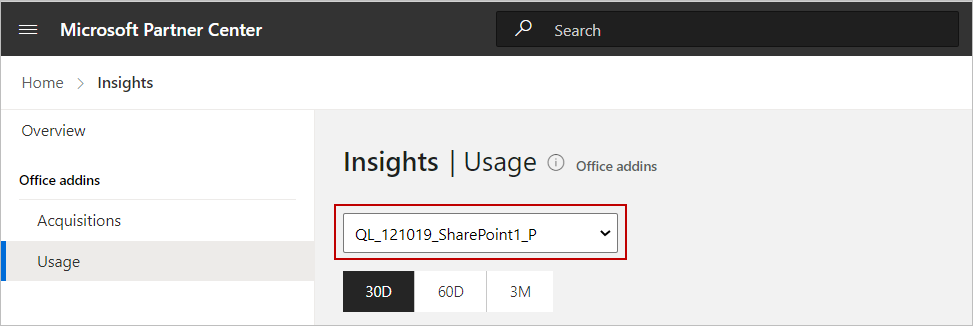 Microsoft Partner Center
Search
Home > Insights
Overview
Office addins
Acquisitions
Usage
Insights | Usage Office addins
QL_121019_SharePoint1_P
30D 60D 3M